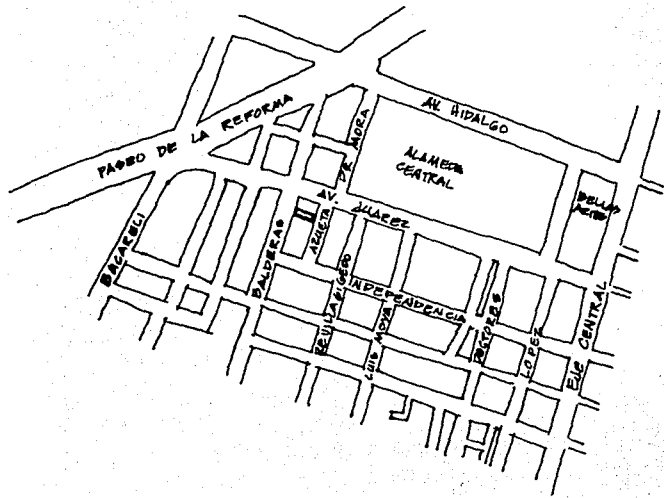 AV. HIDALGO
PASEO DE LA REFORMA
DR. MORA
ALAMEDA
CENTRAL
BELLAS
ARTES
AV. JUAREZ
BACARELI
BALDERAS
AZUETA
REVILLAGIGEDO
INDEPENDENCIA
LUIS MOYA
DOLORES
LOPEZ
EJE CENTRAL